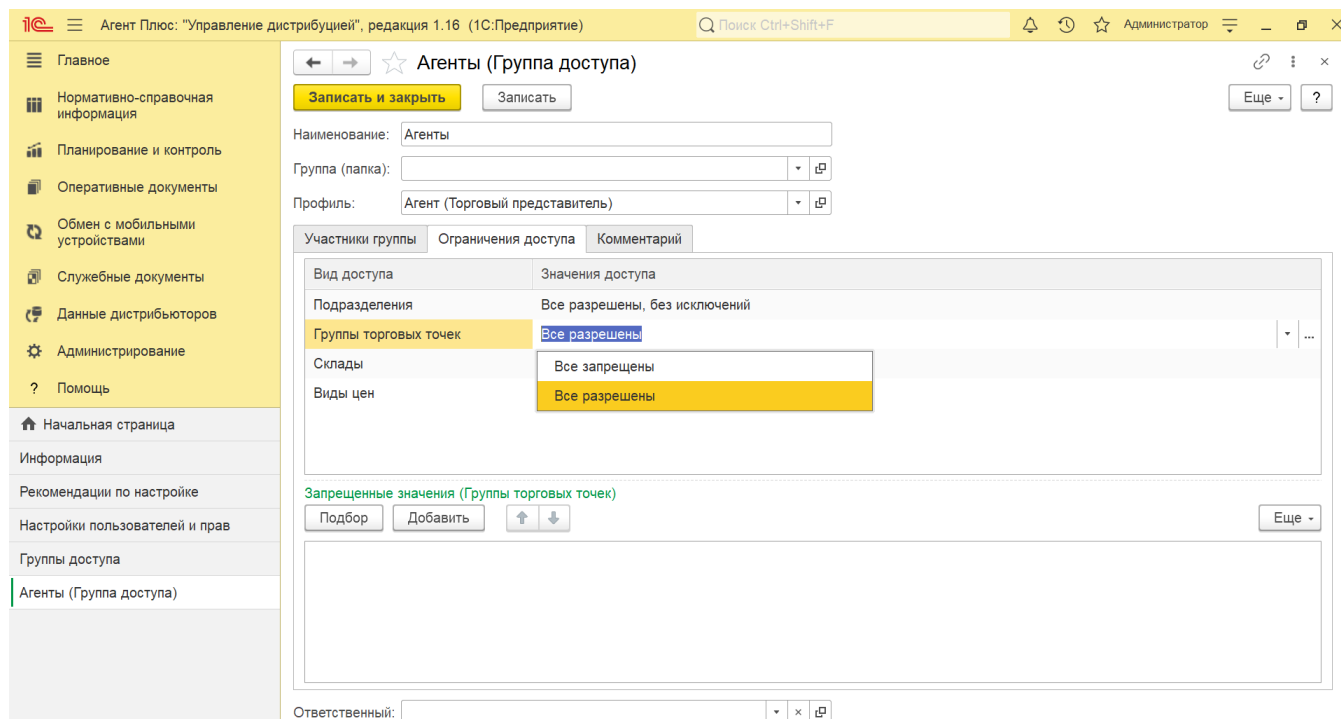 1С Агент Плюс: "Управление дистрибуцией", редакция 1.16 (1С:Предприятие) Поиск Ctrl+Shift+F Администратор
Главное
Нормативно-справочная
информация
Планирование и контроль
Оперативные документы
Обмен с мобильными
устройствами
Служебные документы
Данные дистрибьюторов
Администрирование
? Помощь
Начальная страница
Информация
Рекомендации по настройке
Настройки пользователей и прав
Группы доступа
Агенты (Группа доступа)
Агенты (Группа доступа)
Записать и закрыть Записать Еще ?
Наименование: Агенты
Группа (папка):
Профиль: Агент (Торговый представитель)
Участники группы Ограничения доступа Комментарий
Вид доступа Значения доступа
Подразделения Все разрешены, без исключений
Группы торговых точек Все разрешены ...
Склады Все запрещены
Виды цен Все разрешены
Запрещенные значения (Группы торговых точек)
Подбор Добавить Еще
Ответственный: